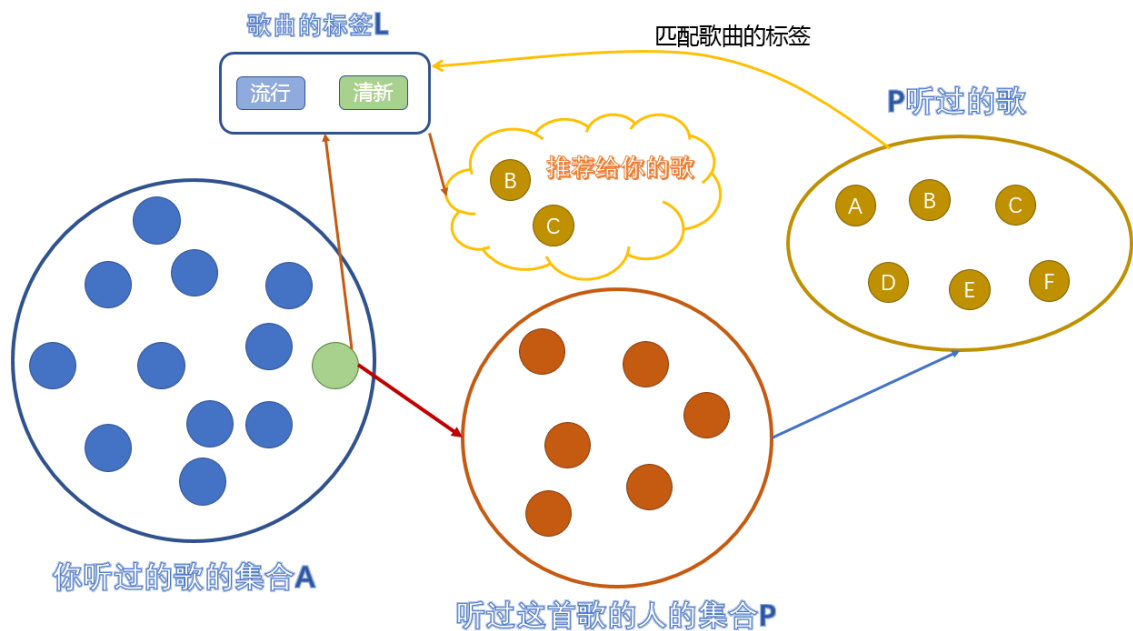 歌曲的标签L
匹配歌曲的标签
流行
清新
P听过的歌
推荐给你的歌
B
C
A
B
C
D
E
F
你听过的歌的集合A
听过这首歌的人的集合P